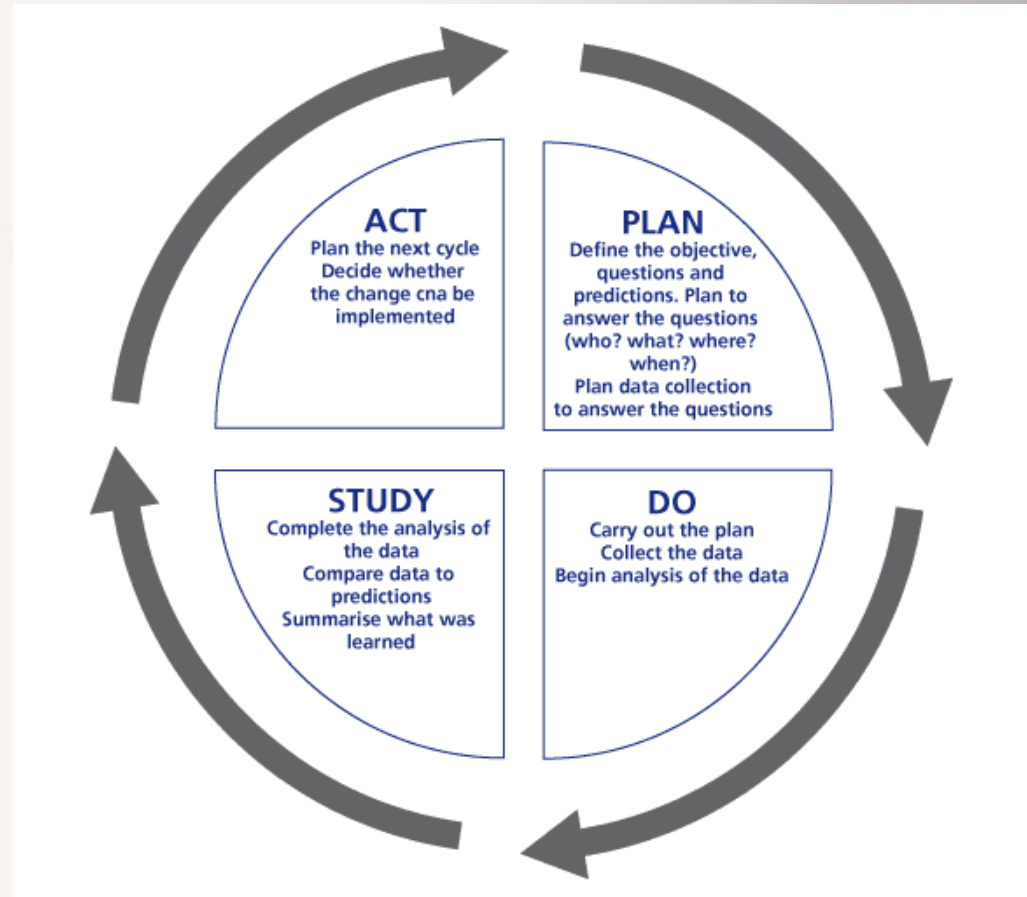 ACT
Plan the next cycle
Decide whether
the change cna be
implemented
PLAN
Define the objective,
questions and
predictions. Plan to
answer the questions
(who? what? where?
when?)
Plan data collection
to answer the questions
STUDY
Complete the analysis of
the data
Compare data to
predictions
Summarise what was
learned
DO
Carry out the plan
Collect the data
Begin analysis of the data